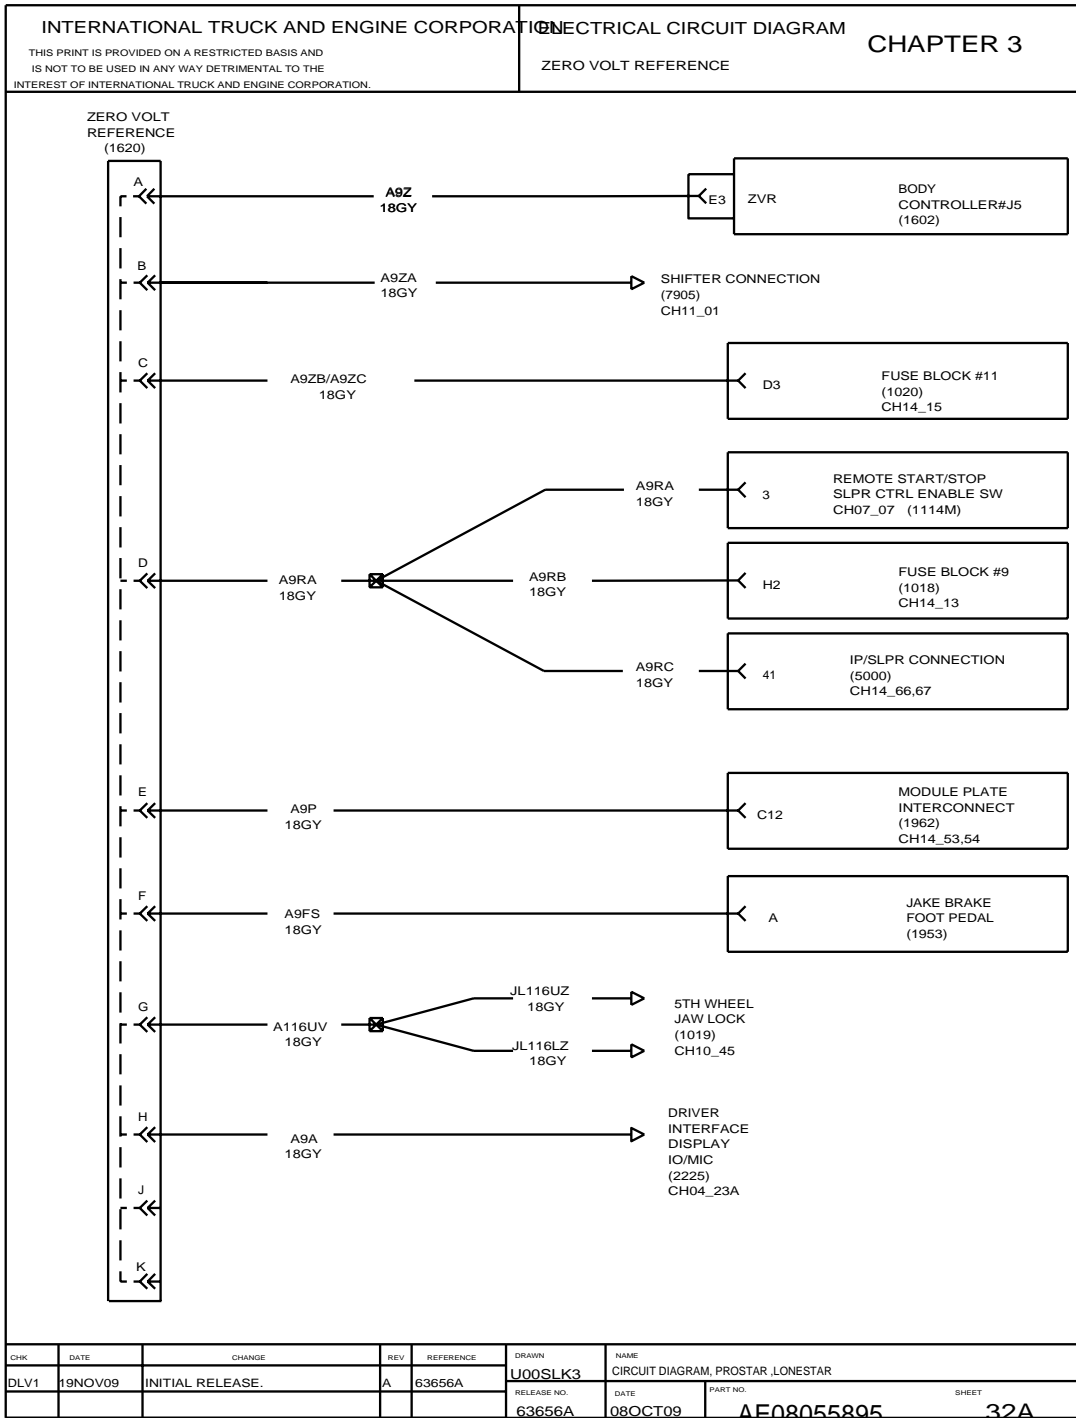 INTERNATIONAL TRUCK AND ENGINE CORPORATION
THIS PRINT IS PROVIDED ON A RESTRICTED BASIS AND
IS NOT TO BE USED IN ANY WAY DETRIMENTAL TO THE
INTEREST OF INTERNATIONAL TRUCK AND ENGINE CORPORATION.
ELECTRICAL CIRCUIT DIAGRAM
ZERO VOLT REFERENCE
CHAPTER 3
ZERO VOLT
REFERENCE
(1620)
A
A9Z
18GY
E3
ZVR
BODY
CONTROLLER#J5
(1602)
B
A9ZA
18GY
SHIFTER CONNECTION
(7905)
CH11_01
C
A9ZB/A9ZC
18GY
D3
FUSE BLOCK #11
(1020)
CH14_15
A9RA
18GY
3
REMOTE START/STOP
SLPR CTRL ENABLE SW
CH07_07 (1114M)
D
A9RA
18GY
A9RB
18GY
H2
FUSE BLOCK #9
(1018)
CH14_13
A9RC
18GY
41
IP/SLPR CONNECTION
(5000)
CH14_66,67
E
A9P
18GY
C12
MODULE PLATE
INTERCONNECT
(1962)
CH14_53,54
F
A9FS
18GY
A
JAKE BRAKE
FOOT PEDAL
(1953)
G
A116UV
18GY
JL116UZ
18GY
JL116LZ
18GY
5TH WHEEL
JAW LOCK
(1019)
CH10_45
H
A9A
18GY
DRIVER
INTERFACE
DISPLAY
IO/MIC
(2225)
CH04_23A
J
K
CHK DATE CHANGE REV REFERENCE
DLV1 19NOV09 INITIAL RELEASE. A 63656A
DRAWN
U00SLK3
NAME
CIRCUIT DIAGRAM, PROSTAR ,LONESTAR
RELEASE NO.
63656A
DATE
08OCT09
PART NO.
AE08055895
SHEET
32A